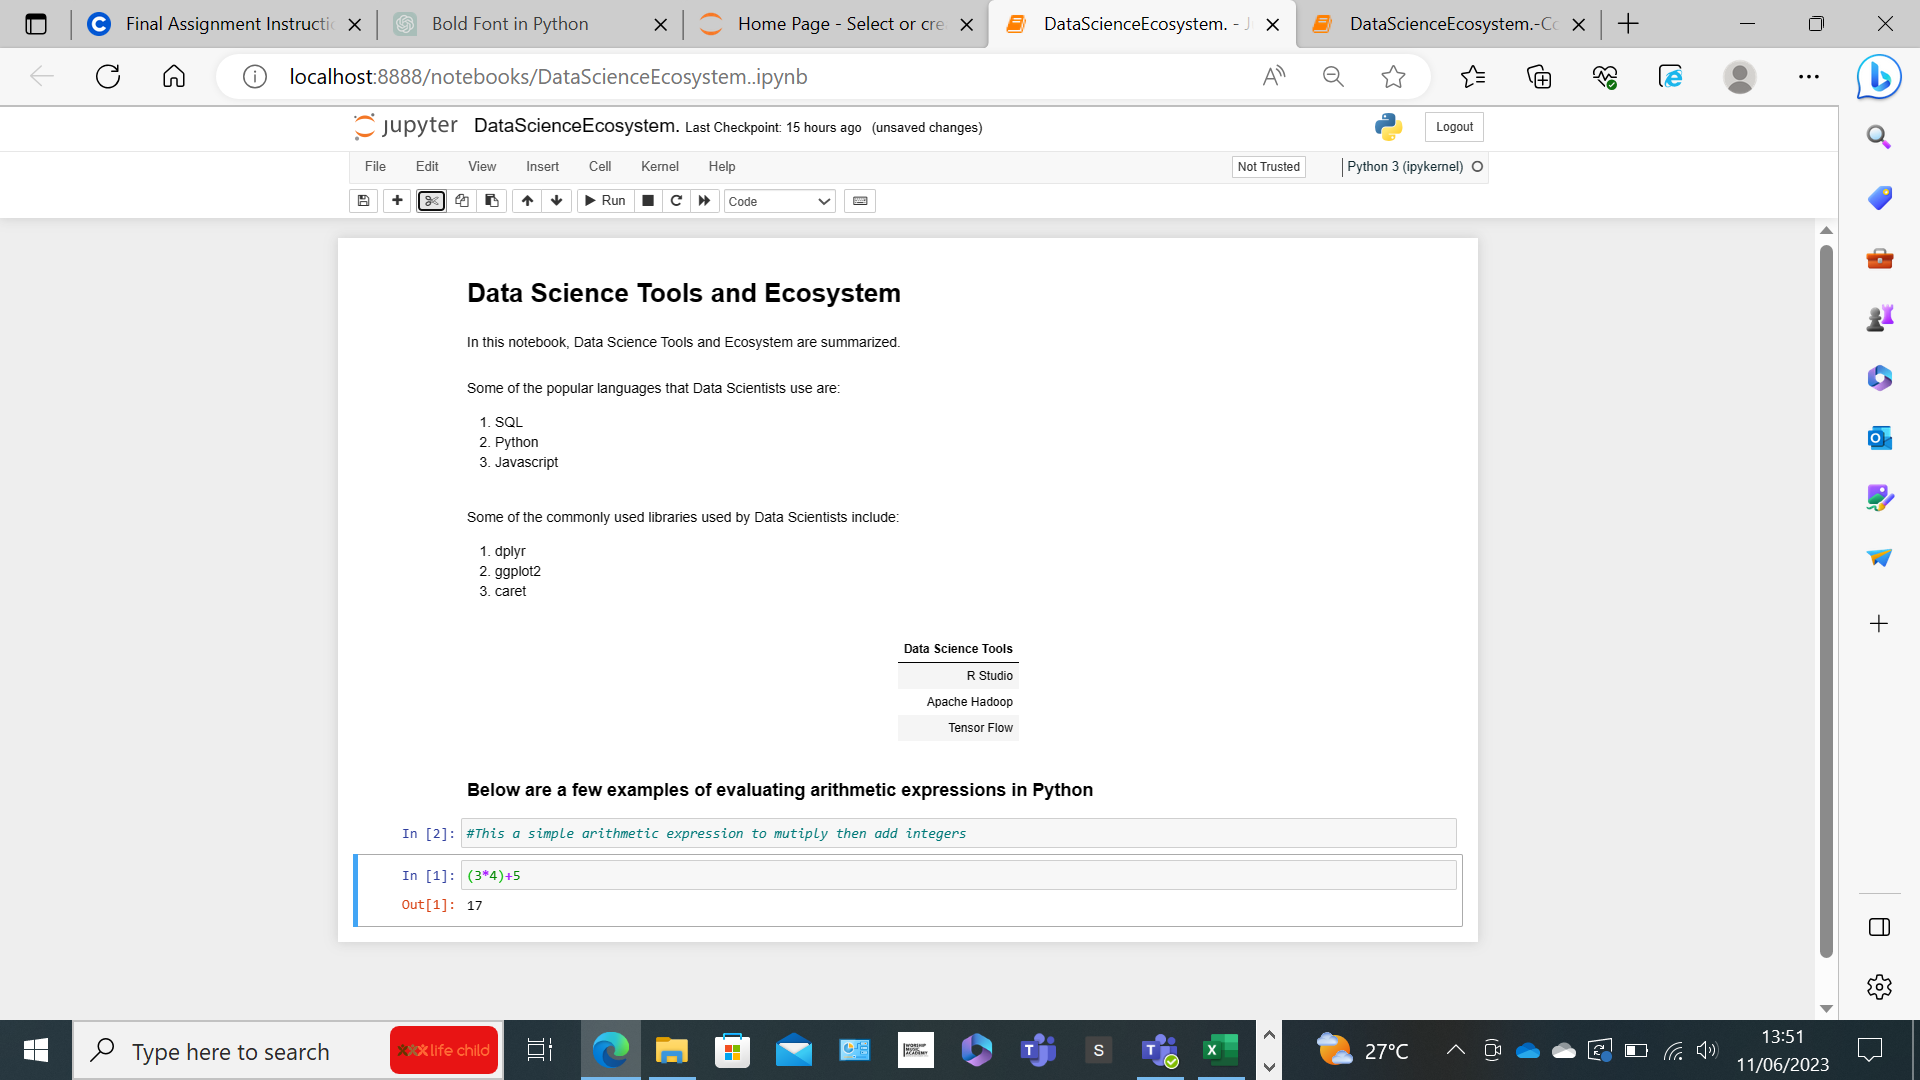 Final Assignment Instructi
Bold Font in Python
Home Page - Select or cre
DataScienceEcosystem. - J
DataScienceEcosystem.-Co
localhost:8888/notebooks/DataScienceEcosystem..ipynb
jupyter DataScienceEcosystem. Last Checkpoint: 15 hours ago (unsaved changes)
Logout
File Edit View Insert Cell Kernel Help
Not Trusted
Python 3 (ipykernel)
Run
Code
Data Science Tools and Ecosystem
In this notebook, Data Science Tools and Ecosystem are summarized.
Some of the popular languages that Data Scientists use are:
1. SQL
2. Python
3. Javascript
Some of the commonly used libraries used by Data Scientists include:
1. dplyr
2. ggplot2
3. caret
Data Science Tools
R Studio
Apache Hadoop
Tensor Flow
Below are a few examples of evaluating arithmetic expressions in Python
In [2]: #This a simple arithmetic expression to mutiply then add integers
In [1]: (3*4)+5
Out[1]: 17
Type here to search
life child
27°C
13:51
11/06/2023